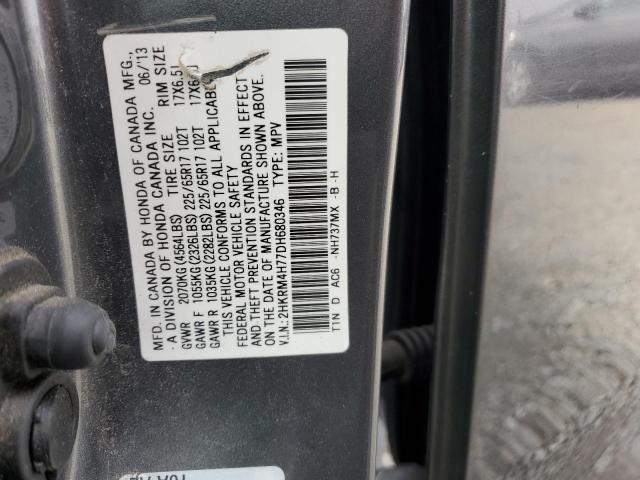 MFD. IN CANADA BY HONDA OF CANADA MFG.,
A DIVISION OF HONDA CANADA INC. 06/'13
TIRE SIZE RIM SIZE
GVWR 2070KG (4564LBS)
GAWR F 1055KG (2326LBS) 225/65R17 102T 17X6.5J
GAWR R 1035KG (2282LBS) 225/65R17 102T 17X6.
THIS VEHICLE CONFORMS TO ALL APPLICABLE
FEDERAL MOTOR VEHICLE SAFETY
AND THEFT PREVENTION STANDARDS IN EFFECT
ON THE DATE OF MANUFACTURE SHOWN ABOVE.
V.I.N.: 2HKRM4H77DH680346 TYPE: MPV
TIN D AC6 -NH737MX -B -H